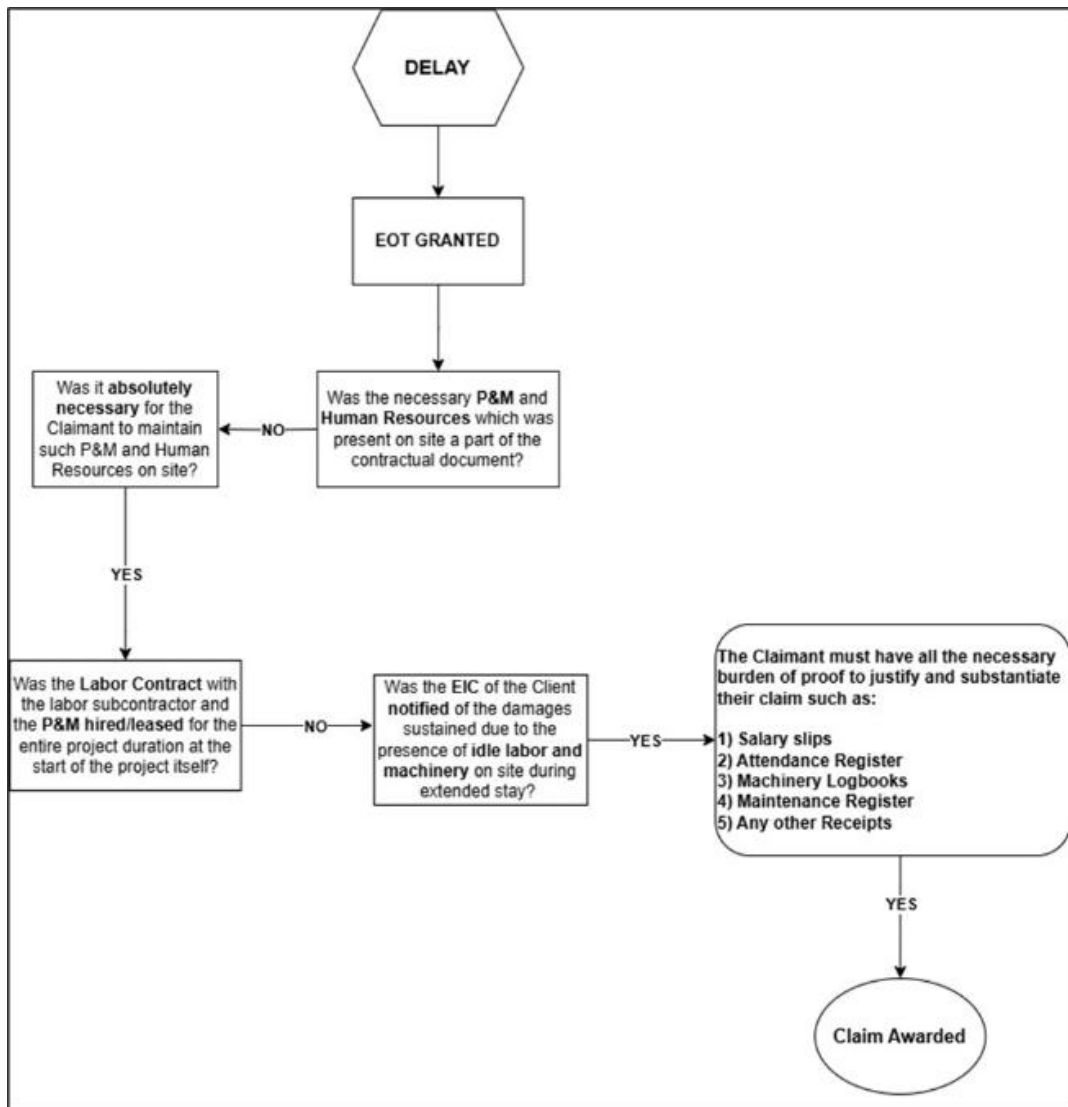 DELAY
EOT GRANTED
Was it absolutely
necessary for the
Claimant to maintain
such P&M and Human
Resources on site?
NO
Was the necessary P&M and
Human Resources which was
present on site a part of the
contractual document?
YES
Was the Labor Contract with
the labor subcontractor and
the P&M hired/leased for the
entire project duration at the
start of the project itself?
NO
Was the EIC of the Client
notified of the damages
sustained due to the
presence of idle labor and
machinery on site during
extended stay?
YES
The Claimant must have all the necessary
burden of proof to justify and substantiate
their claim such as:
1) Salary slips
2) Attendance Register
3) Machinery Logbooks
4) Maintenance Register
5) Any other Receipts
YES
Claim Awarded